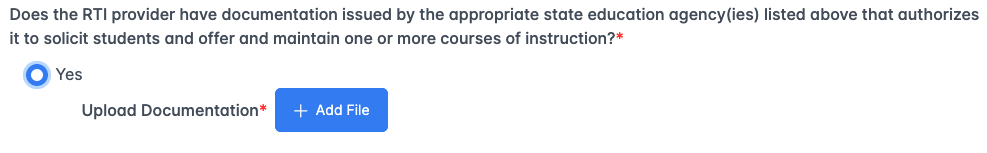 Does the RTI provider have documentation issued by the appropriate state education agency(ies) listed above that authorizes
it to solicit students and offer and maintain one or more courses of instruction?*
Yes
Upload Documentation* + Add File